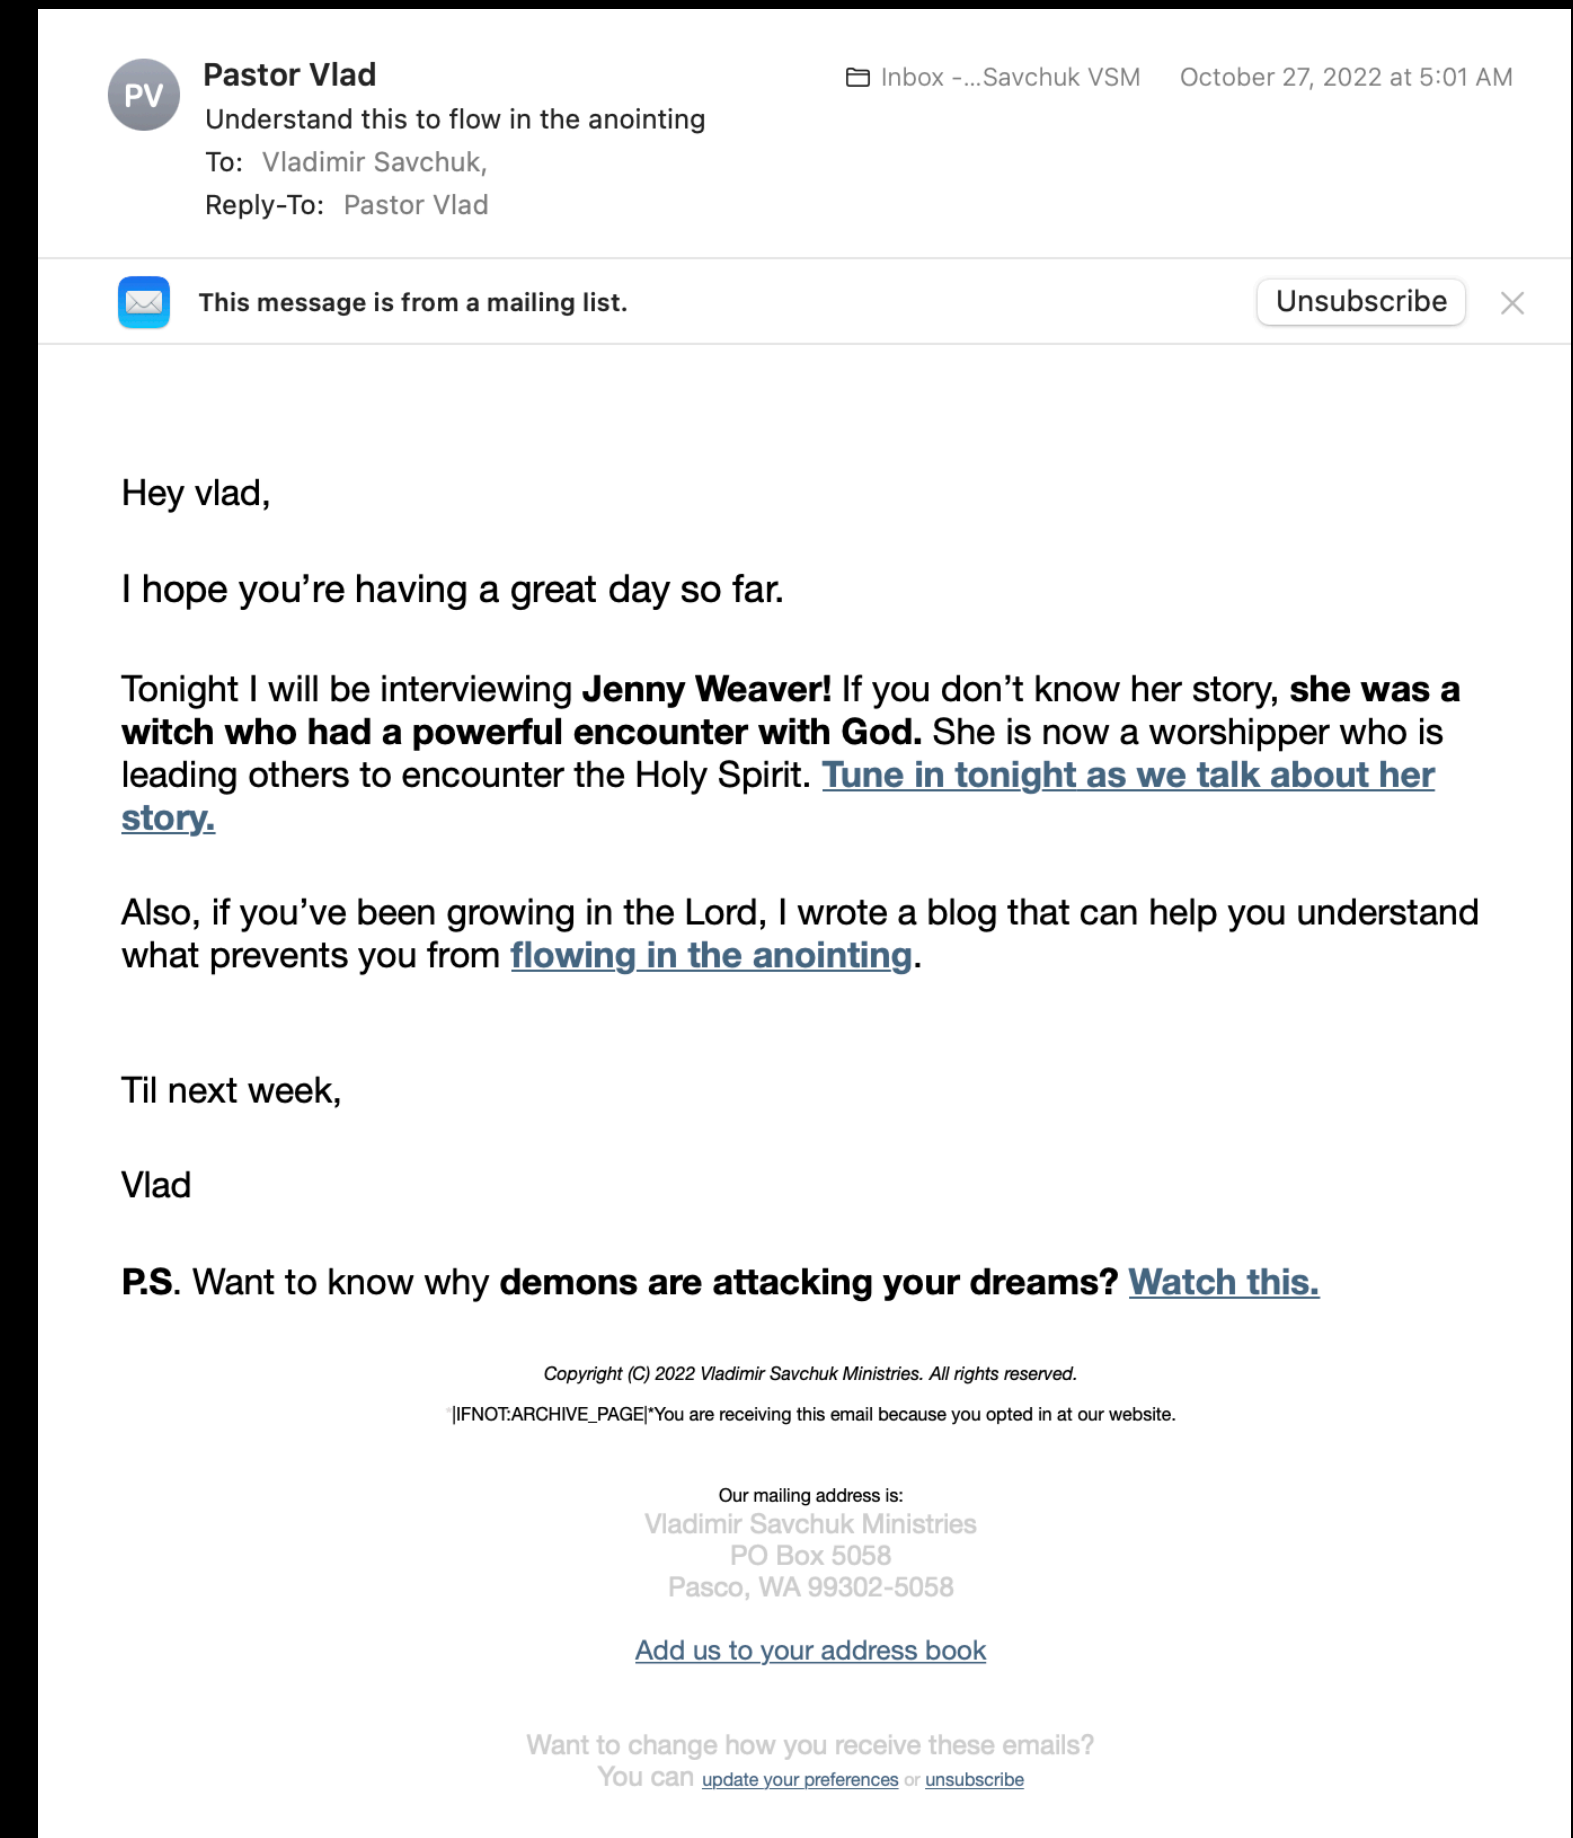 PV
Pastor Vlad
Inbox -...Savchuk VSM
October 27, 2022 at 5:01 AM
Understand this to flow in the anointing
To: Vladimir Savchuk,
Reply-To: Pastor Vlad
This message is from a mailing list.
Unsubscribe
Hey vlad,
I hope you’re having a great day so far.
Tonight I will be interviewing Jenny Weaver! If you don’t know her story, she was a
witch who had a powerful encounter with God. She is now a worshipper who is
leading others to encounter the Holy Spirit. Tune in tonight as we talk about her
story.
Also, if you’ve been growing in the Lord, I wrote a blog that can help you understand
what prevents you from flowing in the anointing.
Til next week,
Vlad
P.S. Want to know why demons are attacking your dreams? Watch this.
Copyright (C) 2022 Vladimir Savchuk Ministries. All rights reserved.
*|IFNOT:ARCHIVE_PAGE|*You are receiving this email because you opted in at our website.
Our mailing address is:
Vladimir Savchuk Ministries
PO Box 5058
Pasco, WA 99302-5058
Add us to your address book
Want to change how you receive these emails?
You can update your preferences or unsubscribe